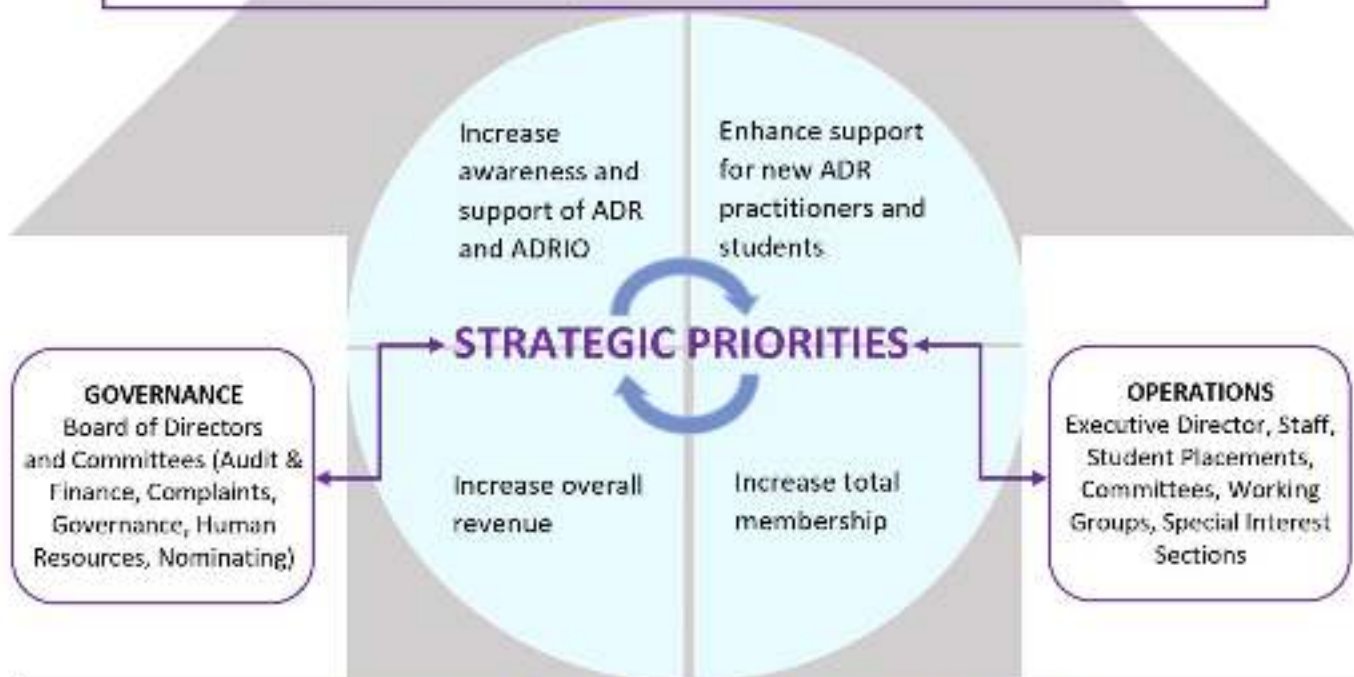 Increase
awareness and
support of ADR
and ADRIO
Enhance support
for new ADR
practitioners and
students
STRATEGIC PRIORITIES
GOVERNANCE
Board of Directors
and Committees (Audit &
Finance, Complaints,
Governance, Human
Resources, Nominating)
OPERATIONS
Executive Director, Staff,
Student Placements,
Committees, Working
Groups, Special Interest
Sections
Increase overall
revenue
Increase total
membership